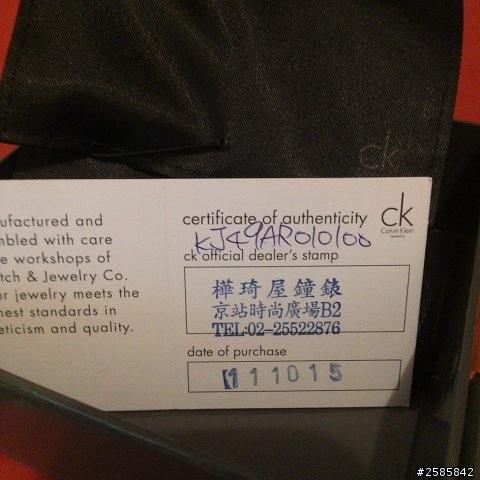 ck
ck
Calvin Klein
jewelry
ufactured and
mbled with care
e workshops of
tch & Jewelry Co.
ur jewelry meets the
hest standards in
eticism and quality.
certificate of authenticity
KJ49AR010100
ck official dealer's stamp
樺琦屋鐘錶
京站時尚廣場B2
TEL:02-25522876
date of purchase
111015
#2585842